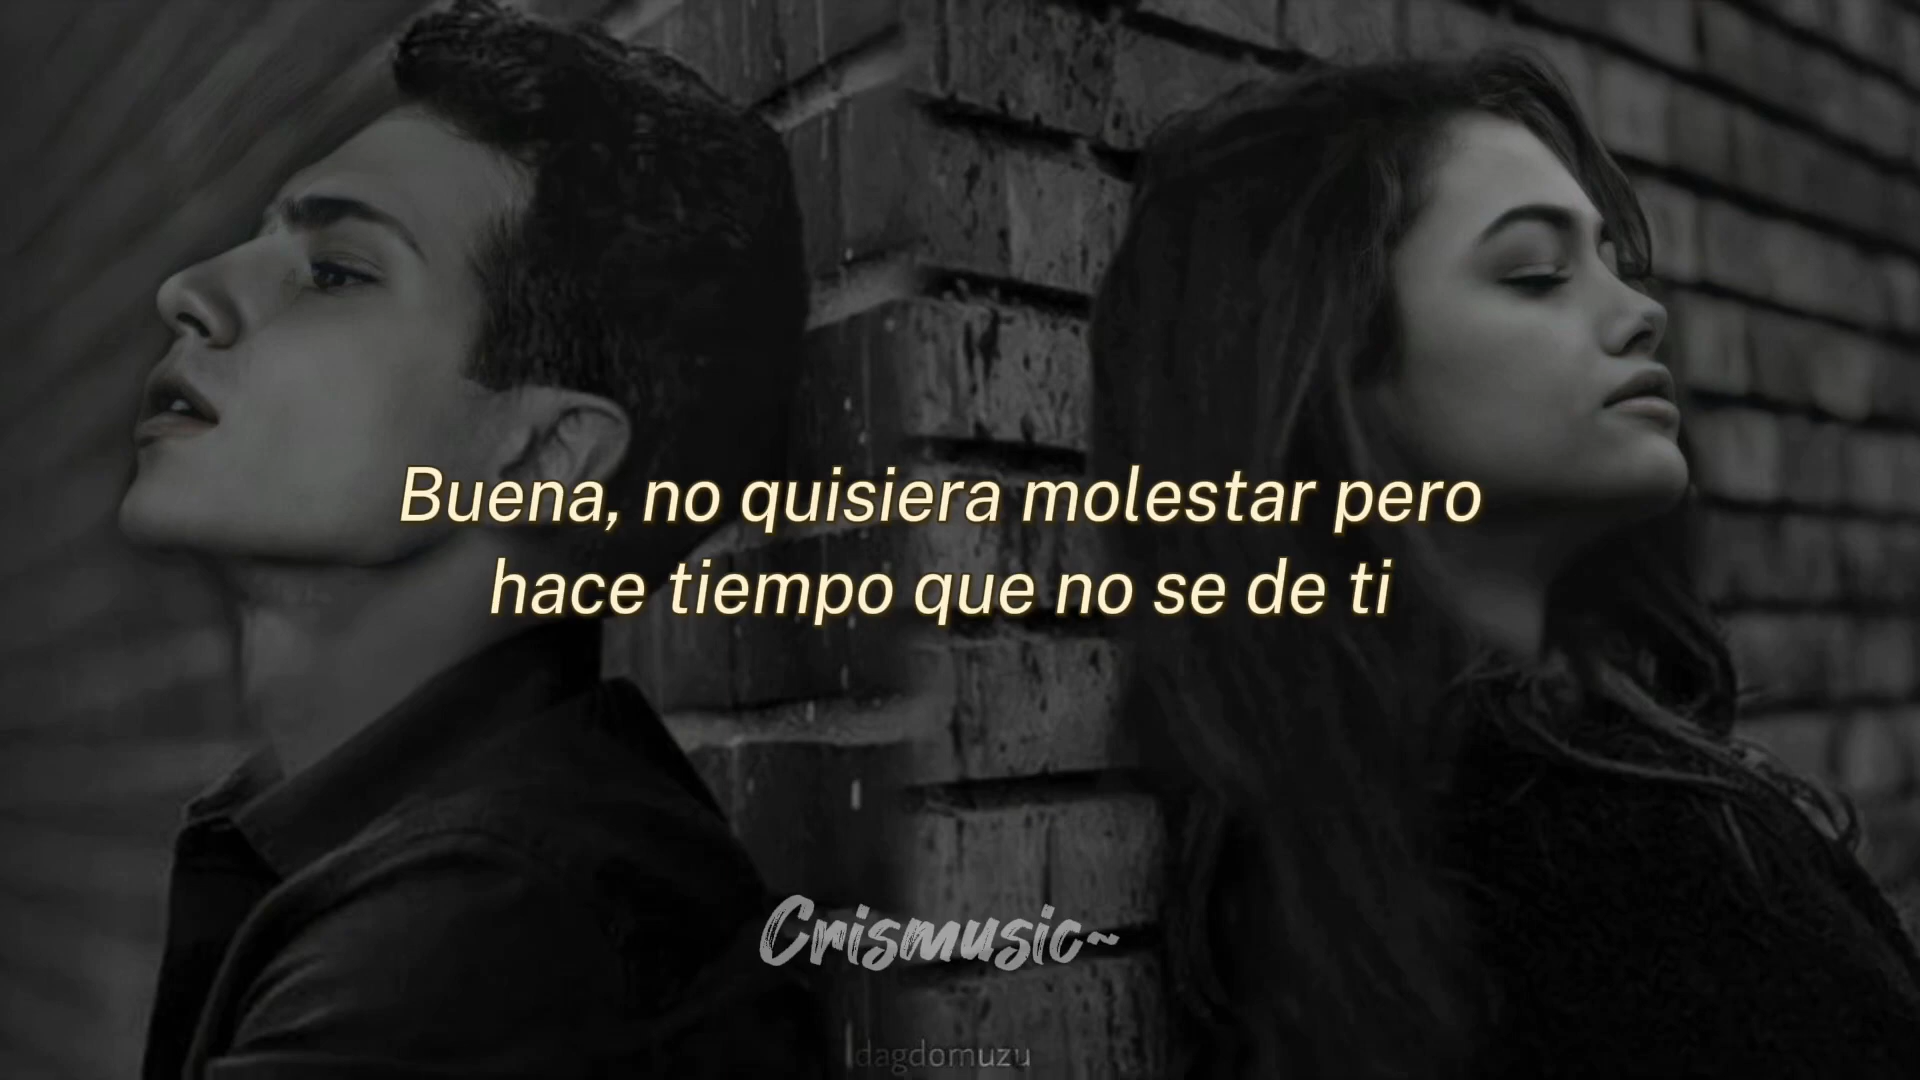 Buena, no quisiera molestar pero
hace tiempo que no se de ti
Crismusic~
dagdomuzu